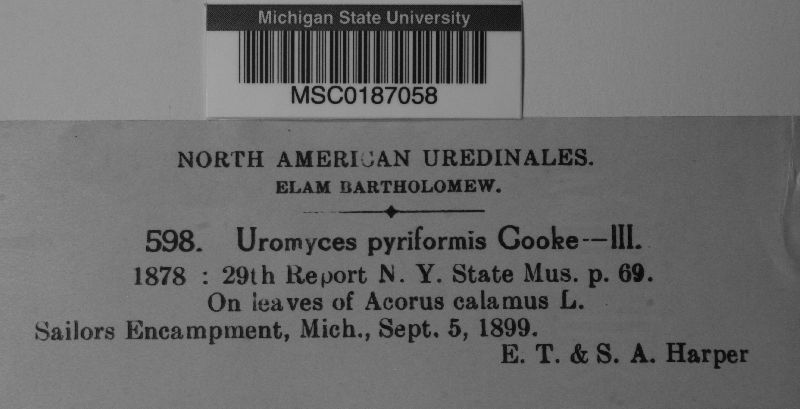 Michigan State University
MSC0187058
NORTH AMERICAN UREDINALES.
ELAM BARTHOLOMEW.
598. Uromyces pyriformis Cooke--III.
1878 : 29th Report N. Y. State Mus. p. 69.
On leaves of Acorus calamus L.
Sailors Encampment, Mich., Sept. 5, 1899.
E. T. & S. A. Harper